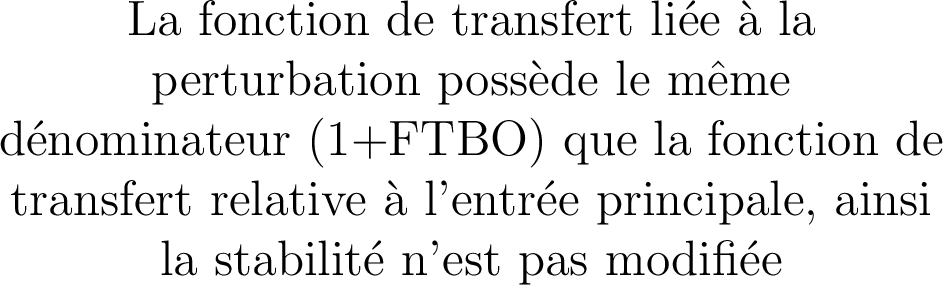 La fonction de transfert liée à la
perturbation possède le même
dénominateur (1+FTBO) que la fonction de
transfert relative à l'entrée principale, ainsi
la stabilité n'est pas modifiée